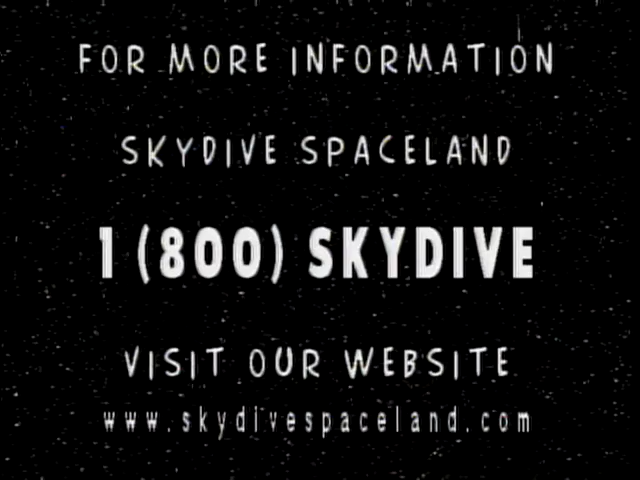 FOR MORE INFORMATION
SKYDIVE SPACELAND
1 (800) SKYDIVE
VISIT OUR WEBSITE
www.skydivespaceland.com